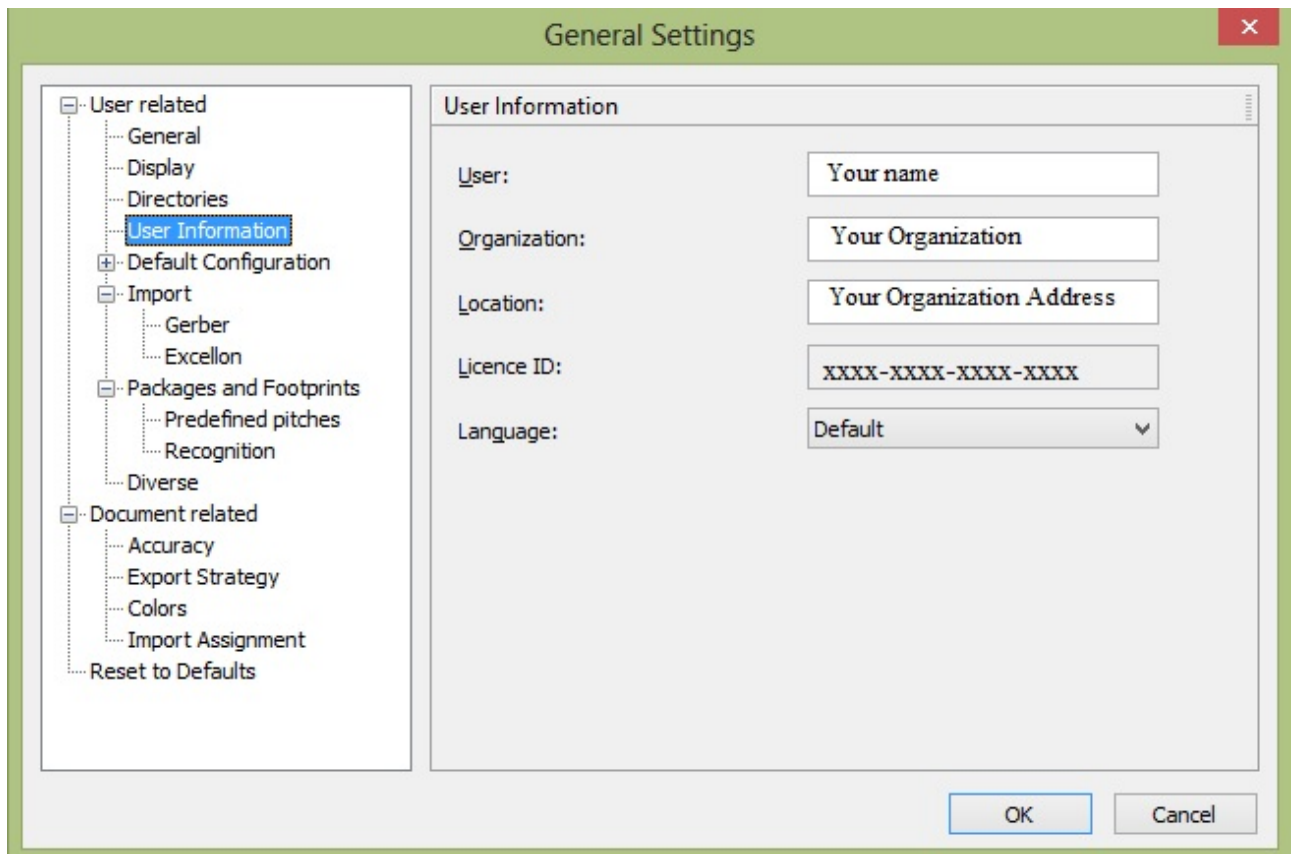 General Settings
User related
General
Display
Directories
User Information
Default Configuration
Import
Gerber
Excellon
Packages and Footprints
Predefined pitches
Recognition
Diverse
Document related
Accuracy
Export Strategy
Colors
Import Assignment
Reset to Defaults
User Information
User: Your name
Organization: Your Organization
Location: Your Organization Address
Licence ID: xxxx-xxxx-xxxx-xxxx
Language: Default
OK Cancel